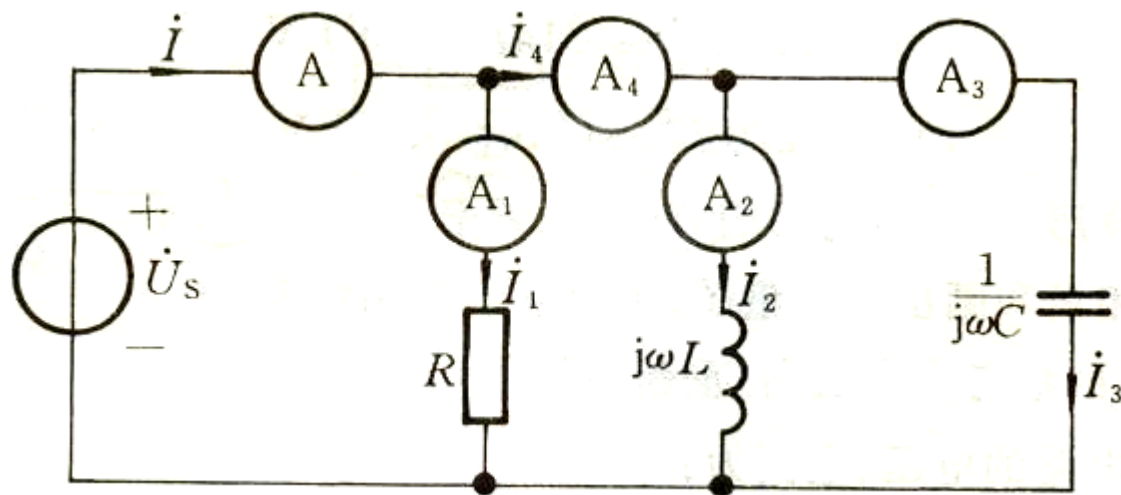 İ
A
İ₄
A₄
A₃
A₁
A₂
+
U̇s
−
İ₁
R
İ₂
jωL
1
jωC
İ₃